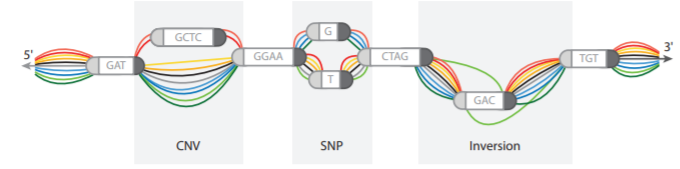 5'
GAT
GCTC
GGAA
G
T
CTAG
GAC
TGT
3'
CNV
SNP
Inversion